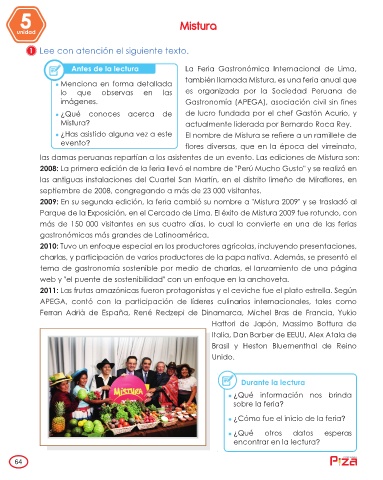 5
unidad
Mistura
1 Lee con atención el siguiente texto.
Antes de la lectura
Menciona en forma detallada
lo que observas en las
imágenes.
¿Qué conoces acerca de
Mistura?
¿Has asistido alguna vez a este
evento?
La Feria Gastronómica Iinternacional de Lima,
también llamada Mistura, es una feria anual que
es organizada por la Sociedad Peruana de
Gastronomía (APEGA), asociación civil sin fines
de lucro fundada por el chef Gastón Acurio, y
actualmente liderada por Bernardo Roca Rey.
El nombre de Mistura se refiere a un ramillete de
flores diversas, que en la época del virreinato,
las damas peruanas repartían a los asistentes de un evento. Las ediciones de Mistura son:
2008: La primera edición de la feria llevó el nombre de "Perú Mucho Gusto" y se realizó en
las antiguas instalaciones del Cuartel San Martín, en el distrito limeño de Miraflores, en
septiembre de 2008, congregando a más de 23 000 visitantes.
2009: En su segunda edición, la feria cambió su nombre a "Mistura 2009" y se trasladó al
Parque de la Exposición, en el Cercado de Lima. El éxito de Mistura 2009 fue rotundo, con
más de 150 000 visitantes en sus cuatro días, lo cual la convierte en una de las ferias
gastronómicas más grandes de Latinoamérica.
2010: Tuvo un enfoque especial en los productores agrícolas, incluyendo presentaciones,
charlas, y participación de varios productores de la papa nativa. Además, se presentó el
tema de gastronomía sostenible por medio de charlas, el lanzamiento de una página
web y "el puente de sostenibilidad" con un enfoque en la anchoveta.
2011: Las frutas amazónicas fueron protagonistas y el ceviche fue el plato estrella. Según
APEGA, contó con la participación de líderes culinarios internacionales, tales como
Ferran Adrià de España, René Redzepi de Dinamarca, Michel Bras de Francia, Yukio
Hattori de Japón, Massimo Bottura de
Italia, Dan Barber de EEUU, Alex Atala de
Brasil y Heston Bluementhal de Reino
Unido.
MISTURA
Durante la lectura
¿Qué información nos brinda
sobre la feria?
¿Cómo fue el inicio de la feria?
¿Qué otros datos esperas
encontrar en la lectura?
64